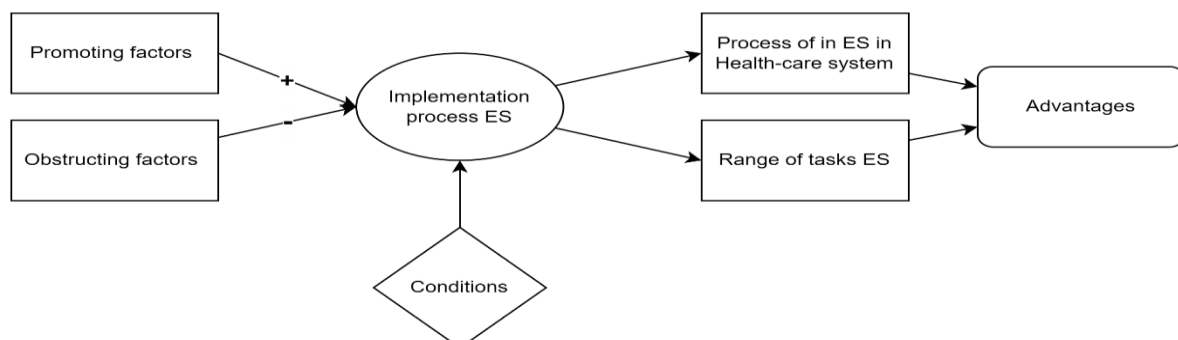 Promoting factors
+
Obstructing factors
-
Implementation
process ES
Conditions
Process of in ES in
Health-care system
Range of tasks ES
Advantages